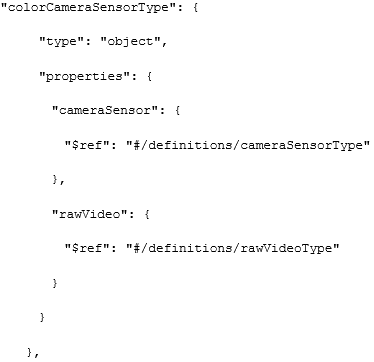 "colorCameraSensorType": {
"type": "object",
"properties": {
"cameraSensor": {
"$ref": "#/definitions/cameraSensorType"
},
"rawVideo": {
"$ref": "#/definitions/rawVideoType"
}
}
},